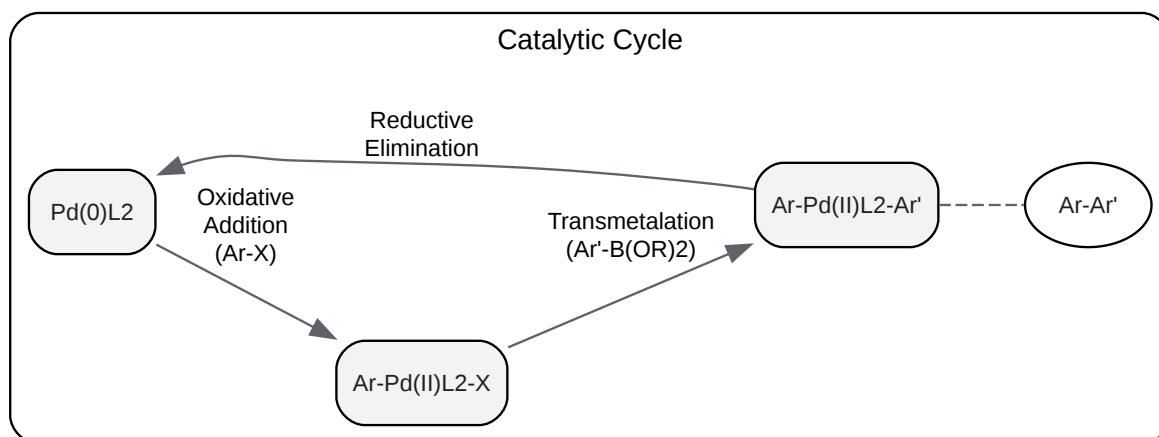 Catalytic Cycle
Reductive
Elimination
Pd(0)L2
Oxidative
Addition
(Ar-X)
Transmetalation
(Ar'-B(OR)2)
Ar-Pd(II)L2-Ar'
Ar-Ar'
Ar-Pd(II)L2-X